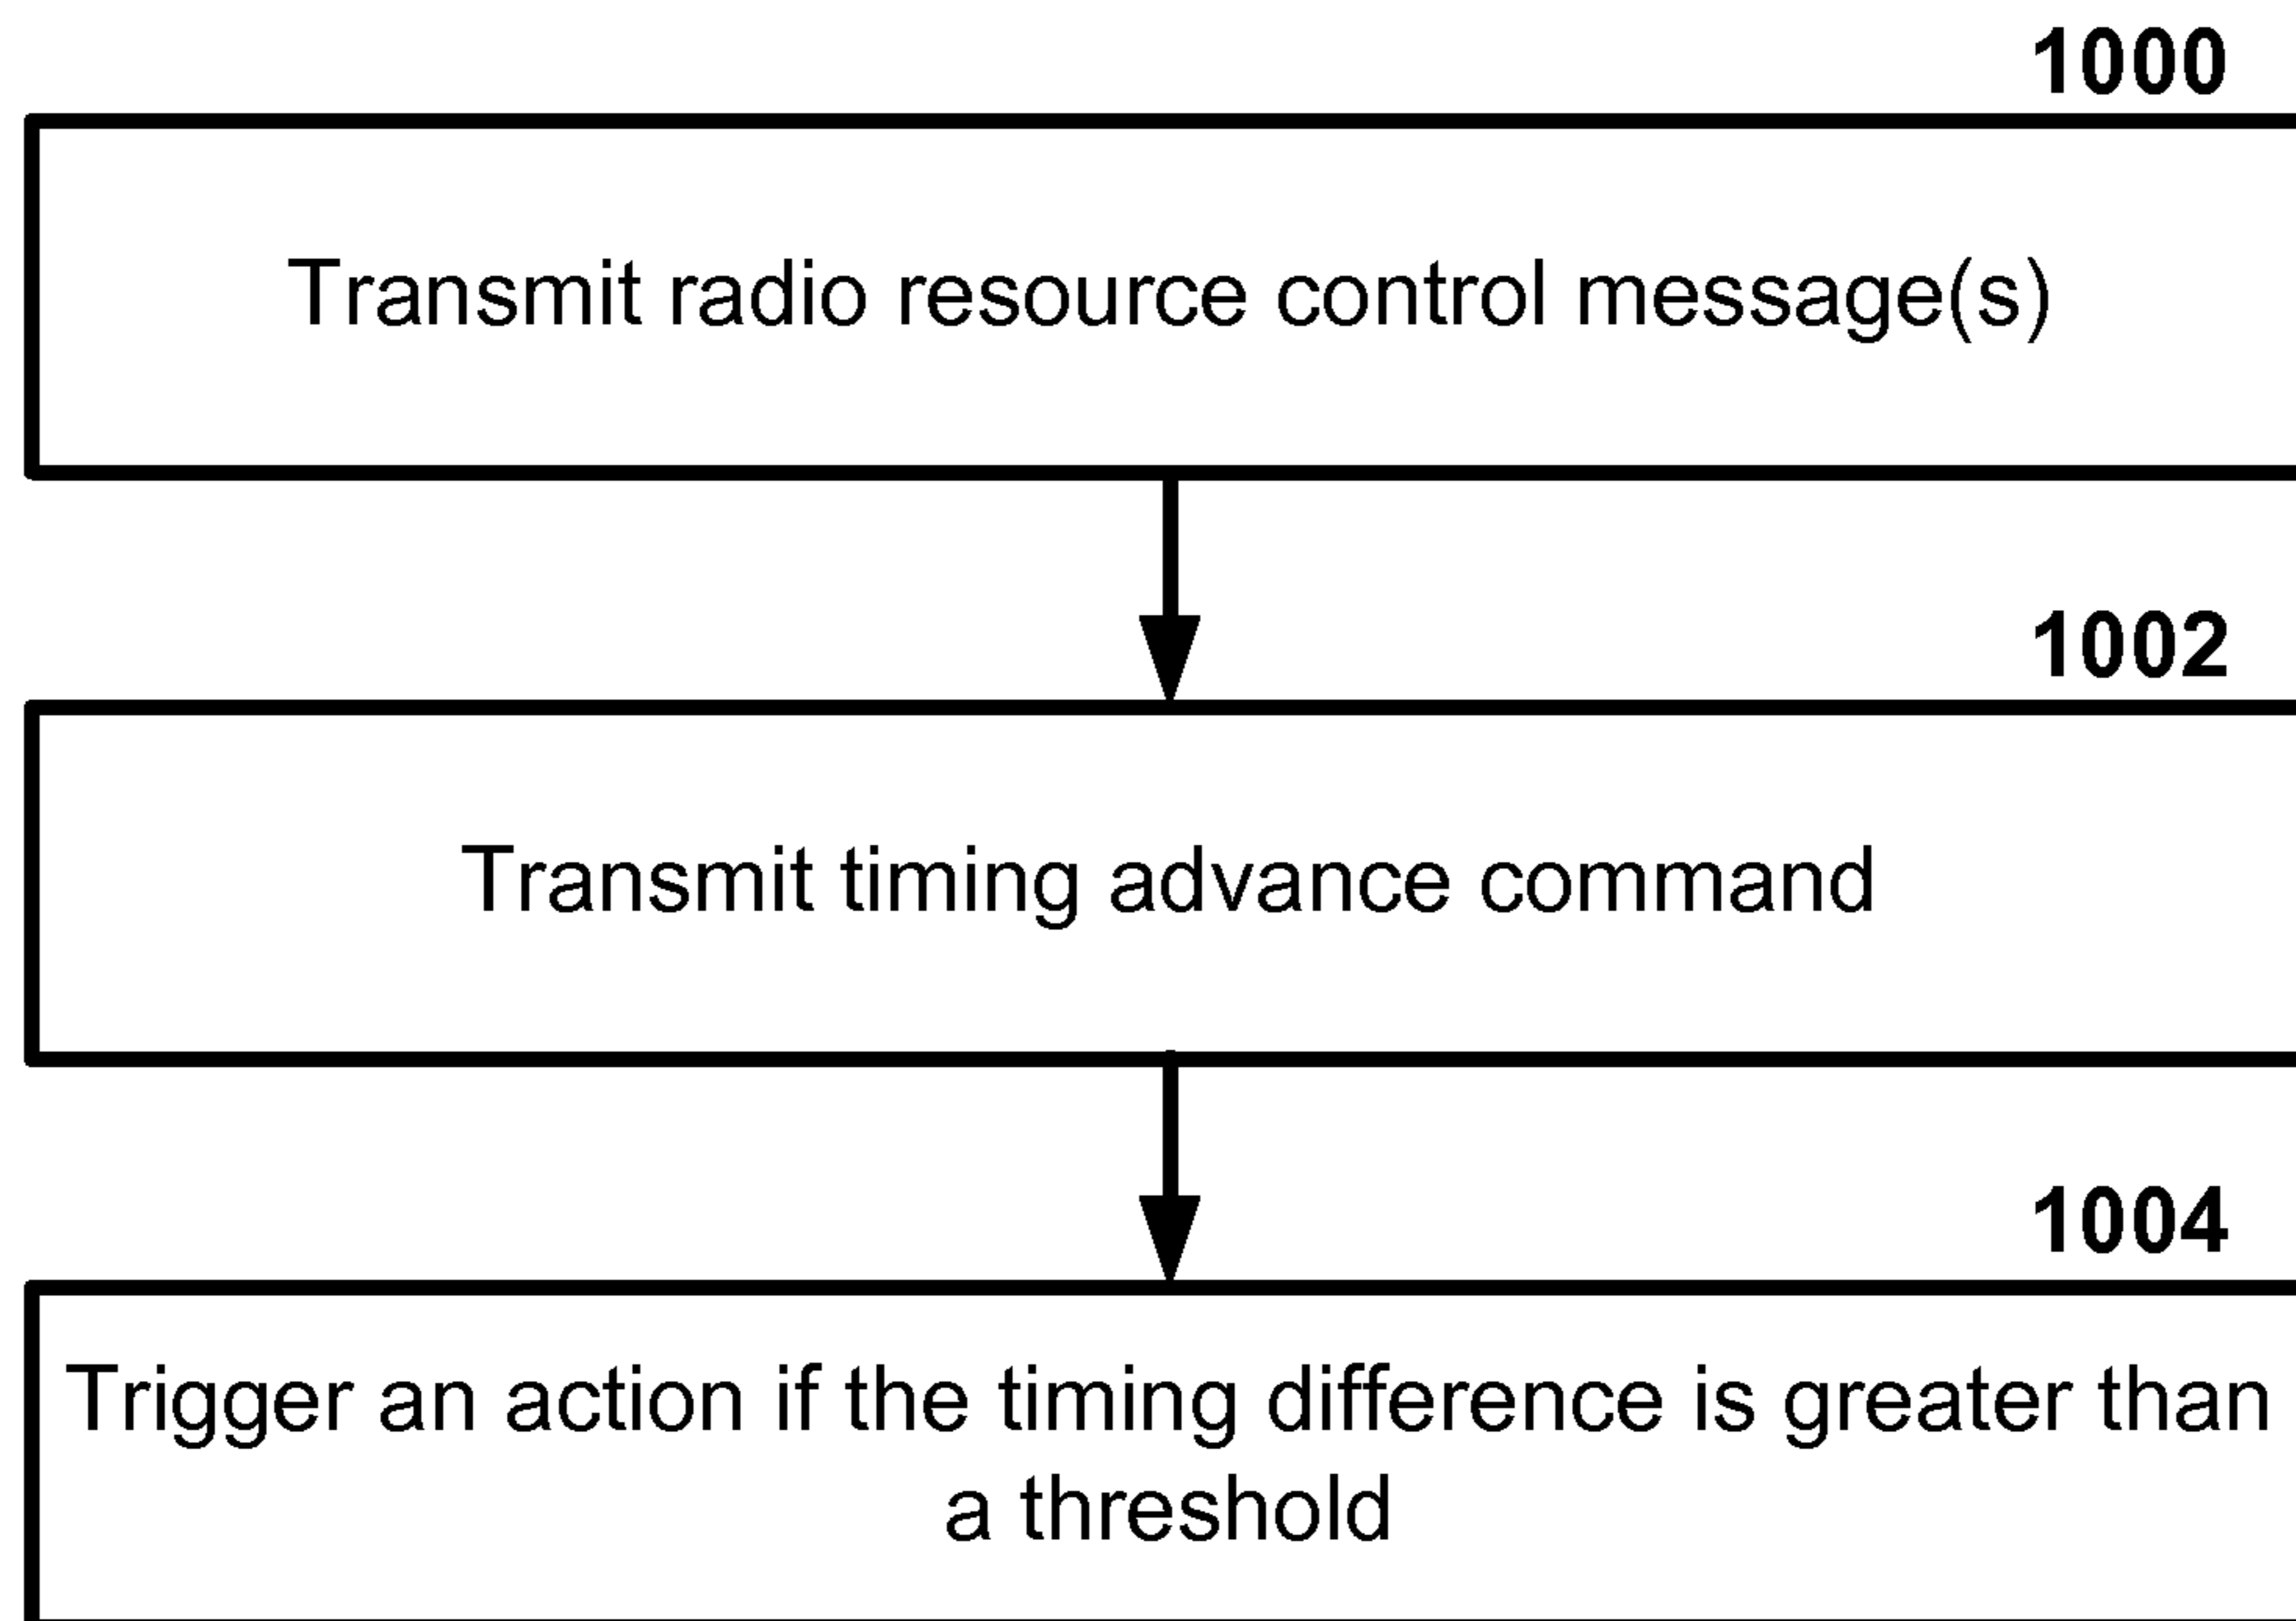 1000
Transmit radio resource control message(s)
1002
Transmit timing advance command
1004
Trigger an action if the timing difference is greater than
a threshold